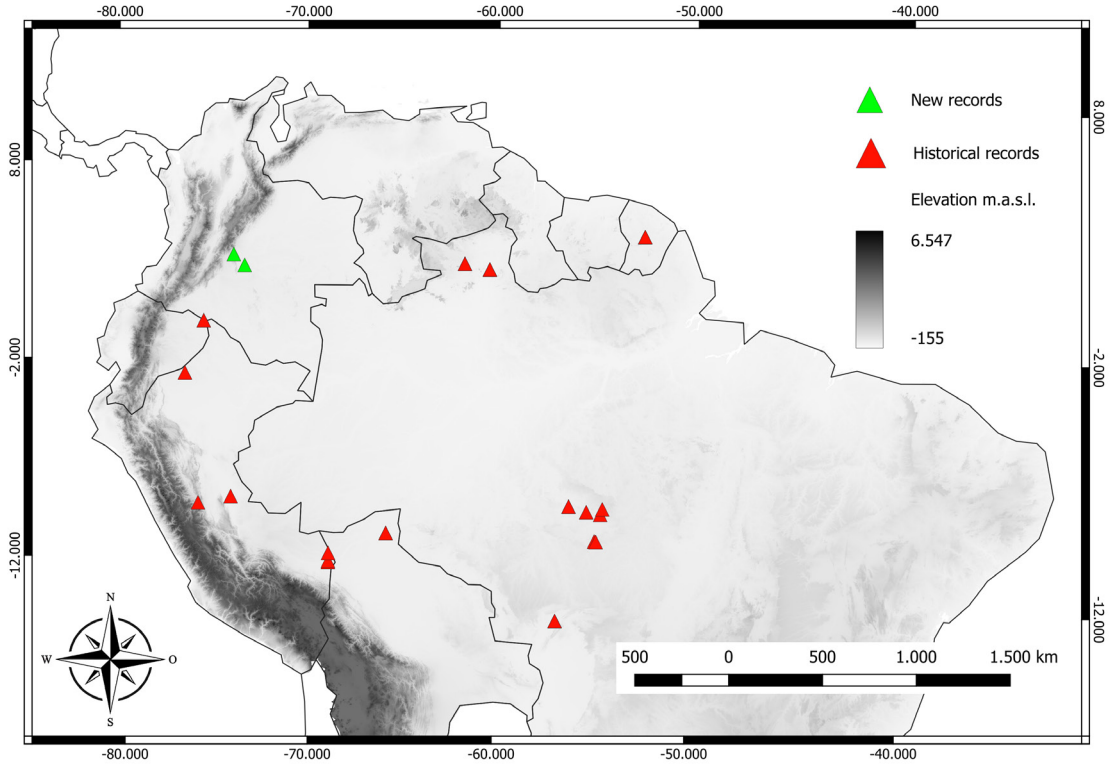 -80.000 -70.000 -60.000 -50.000 -40.000
New records
8.000
Historical records
8.000
Elevation m.a.s.l.
6.547
-155
-2.000
-2.000
-12.000
N
W O
S
-12.000
500 0 500 1.000 1.500 km
-80.000 -70.000 -60.000 -50.000 -40.000